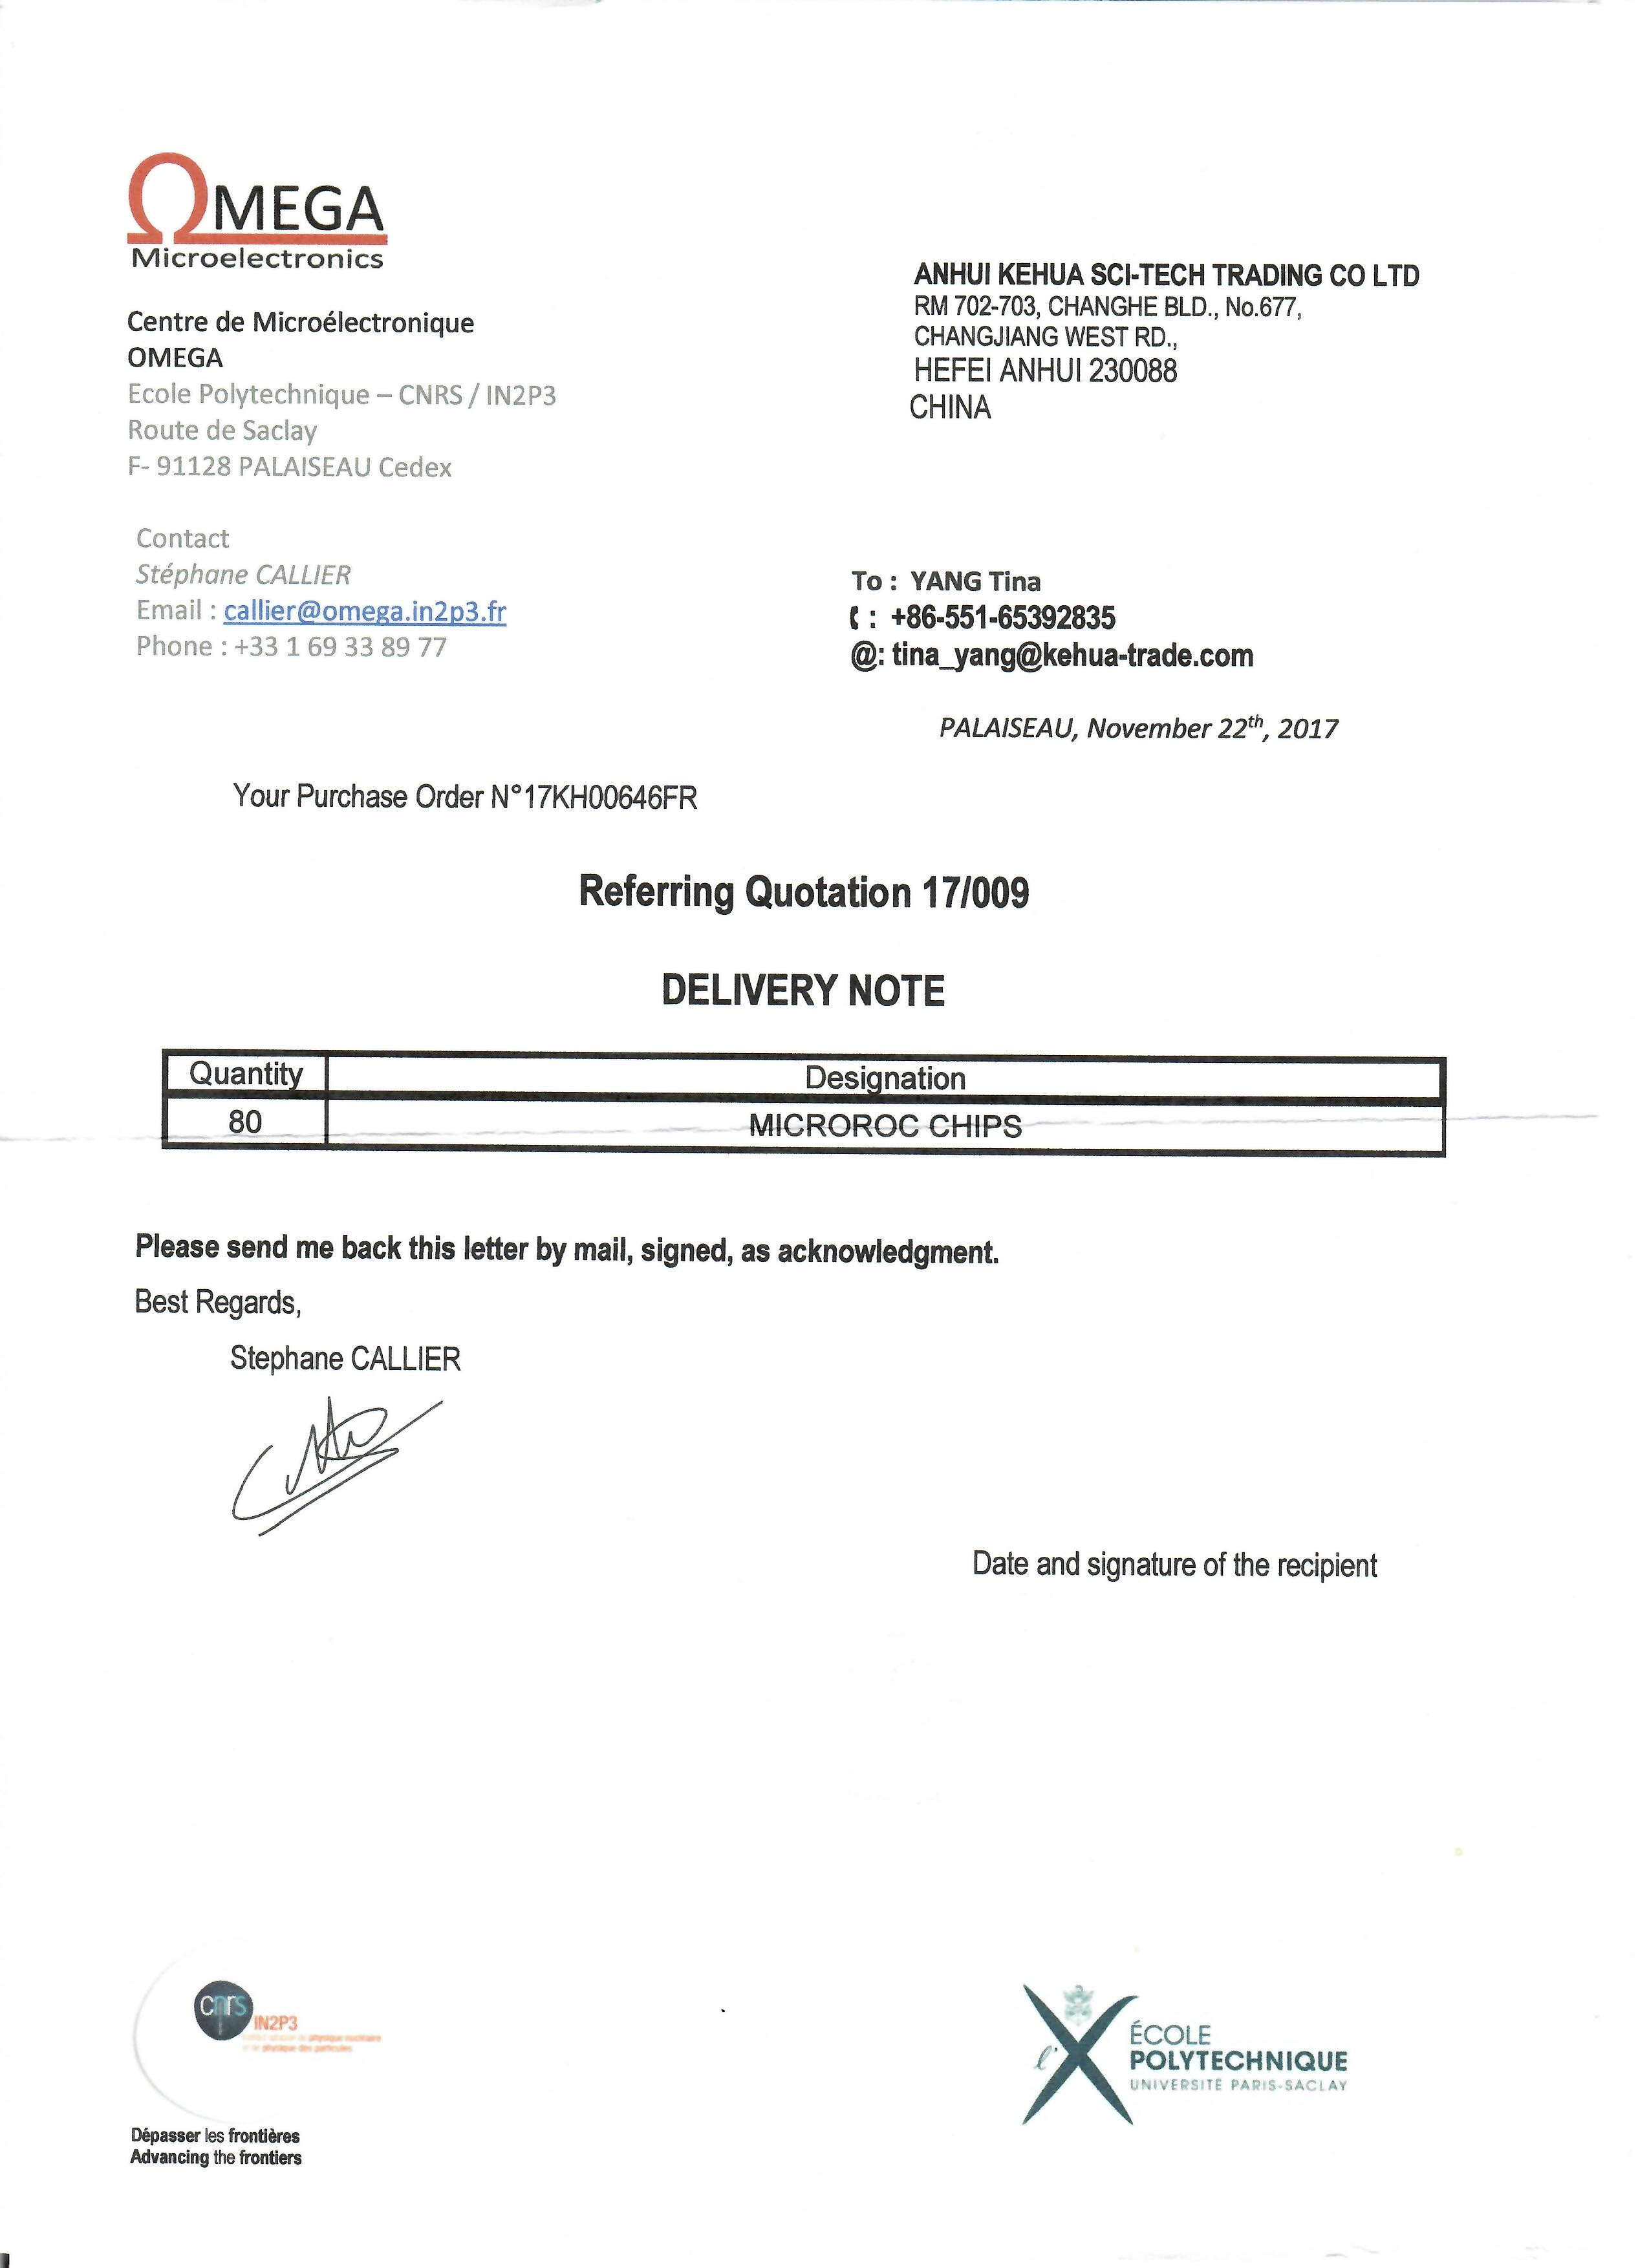 ΩMEGA
Microelectronics
Centre de Microélectronique
OMEGA
Ecole Polytechnique – CNRS / IN2P3
Route de Saclay
F- 91128 PALAISEAU Cedex
Contact
Stéphane CALLIER
Email : callier@omega.in2p3.fr
Phone : +33 1 69 33 89 77
ANHUI KEHUA SCI-TECH TRADING CO LTD
RM 702-703, CHANGHE BLD., No.677,
CHANGJIANG WEST RD.,
HEFEI ANHUI 230088
CHINA
To : YANG Tina
: +86-551-65392835
@: tina_yang@kehua-trade.com
PALAISEAU, November 22th, 2017
Your Purchase Order N°17KH00646FR
Referring Quotation 17/009
DELIVERY NOTE
Quantity Designation
80 MICROROC CHIPS
Please send me back this letter by mail, signed, as acknowledgment.
Best Regards,
Stephane CALLIER
Date and signature of the recipient
cnrs
IN2P3
physique nucléaire
physique des particules
Dépasser les frontières
Advancing the frontiers
l'X
ÉCOLE
POLYTECHNIQUE
UNIVERSITÉ PARIS-SACLAY